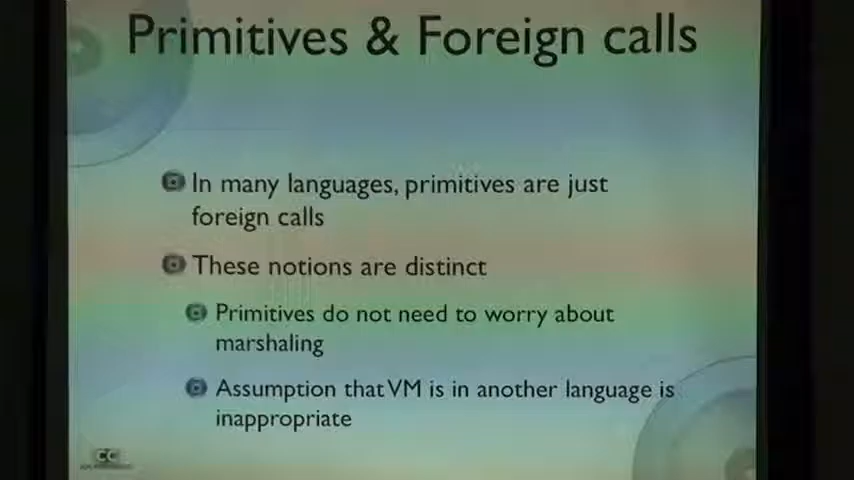 Primitives & Foreign calls
In many languages, primitives are just
foreign calls
These notions are distinct
Primitives do not need to worry about
marshaling
Assumption that VM is in another language is
inappropriate
CC